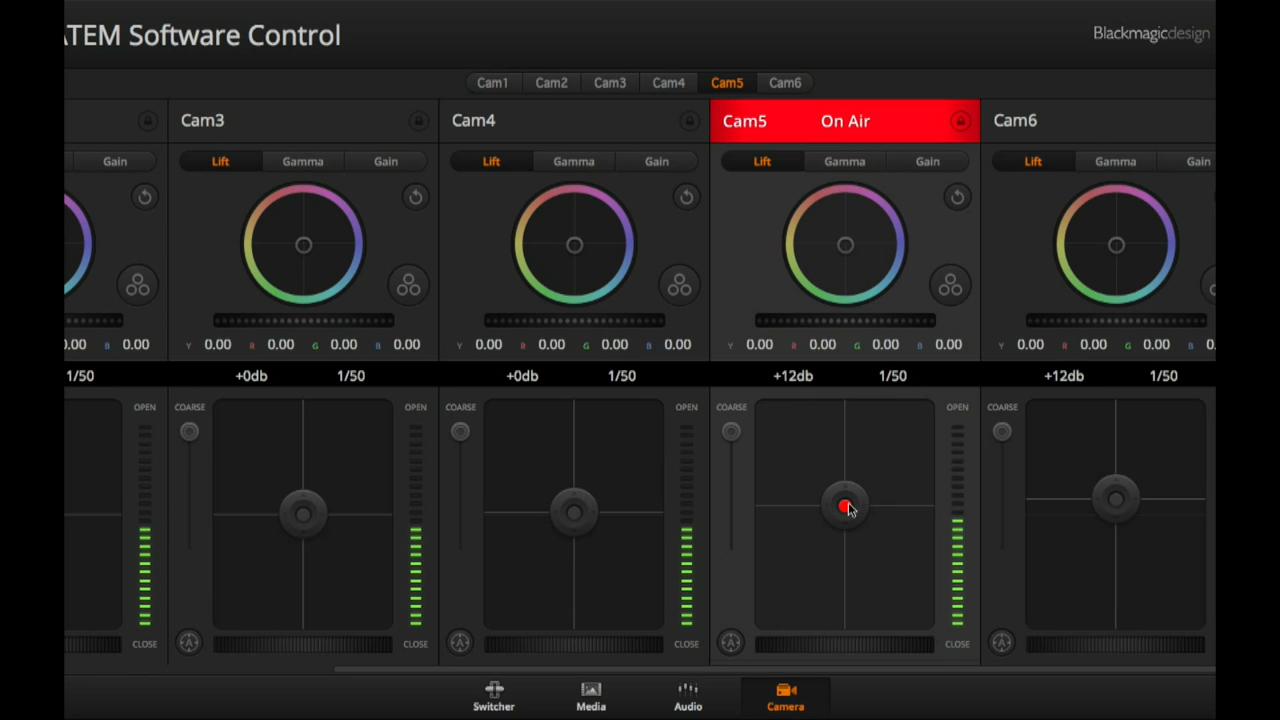 ATEM Software Control
Blackmagicdesign
Cam1 Cam2 Cam3 Cam4 Cam5 Cam6
Cam3 Cam4 Cam5 On Air Cam6
Gain Lift Gamma Gain Lift Gamma Gain Lift Gamma Gain Lift Gamma Gain
0.00 B 0.00 Y 0.00 R 0.00 G 0.00 B 0.00 Y 0.00 R 0.00 G 0.00 B 0.00 Y 0.00 R 0.00 G 0.00 B 0.00 Y 0.00 R 0.00 G 0.00 B 0.
1/50 +0db 1/50 +0db 1/50 +12db 1/50 +12db 1/50
OPEN COARSE OPEN COARSE OPEN COARSE OPEN COARSE
A A A A
CLOSE CLOSE CLOSE CLOSE
Switcher Media Audio Camera